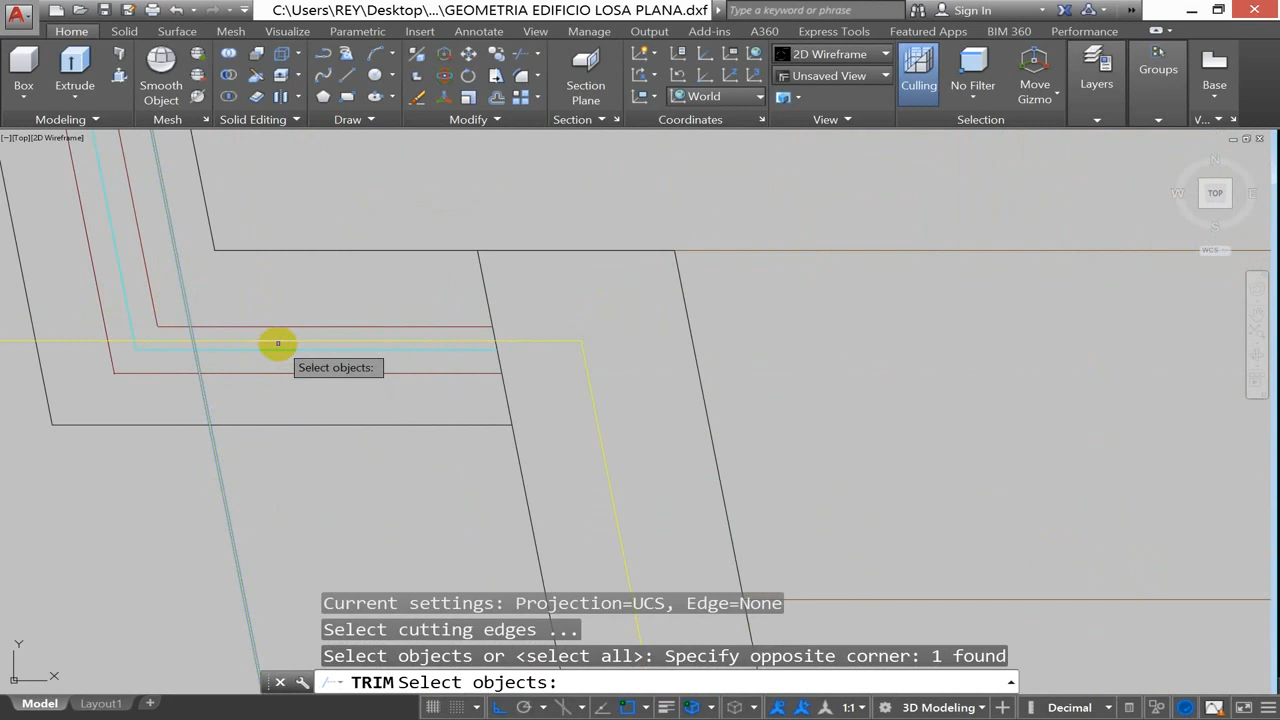 C:\Users\REY\Desktop\...\GEOMETRIA EDIFICIO LOSA PLANA.dxf
Type a keyword or phrase
Sign In
Home Solid Surface Mesh Visualize Parametric Insert Annotate View Manage Output Add-ins A360 Express Tools Featured Apps BIM 360 Performance
2D Wireframe
Unsaved View
World
Box Extrude Smooth Object Section Plane Culling No Filter Move Gizmo Layers Groups Base
Modeling Mesh Solid Editing Draw Modify Section Coordinates View Selection V...
[−][Top][2D Wireframe]
N
W TOP E
S
WCS
Select objects:
Current settings: Projection=UCS, Edge=None
Select cutting edges ...
Select objects or <select all>: Specify opposite corner: 1 found
TRIM Select objects:
Y
X
Model Layout1 1:1 3D Modeling Decimal